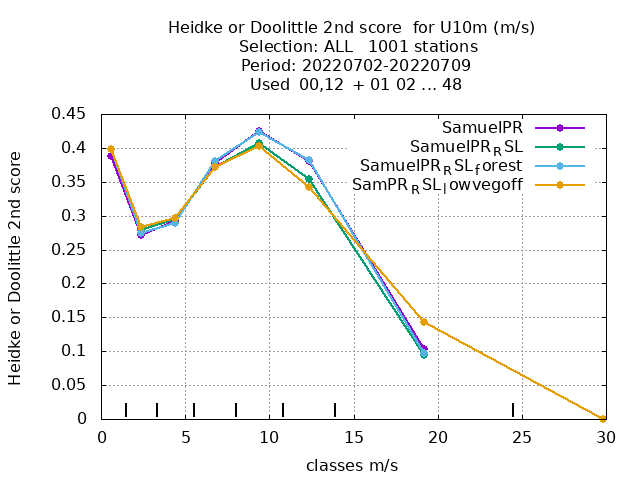 Heidke or Doolittle 2nd score  for U10m (m/s)
Selection: ALL   1001 stations
Period: 20220702-20220709
Used  00,12  + 01 02 ... 48
Heidke or Doolittle 2nd score
0.45
0.4
0.35
0.3
0.25
0.2
0.15
0.1
0.05
0
SamuelPR
SamuelPR_RSL
SamuelPR_RSL_forest
SamPR_RSL_lowvegoff
0 5 10 15 20 25 30
classes m/s